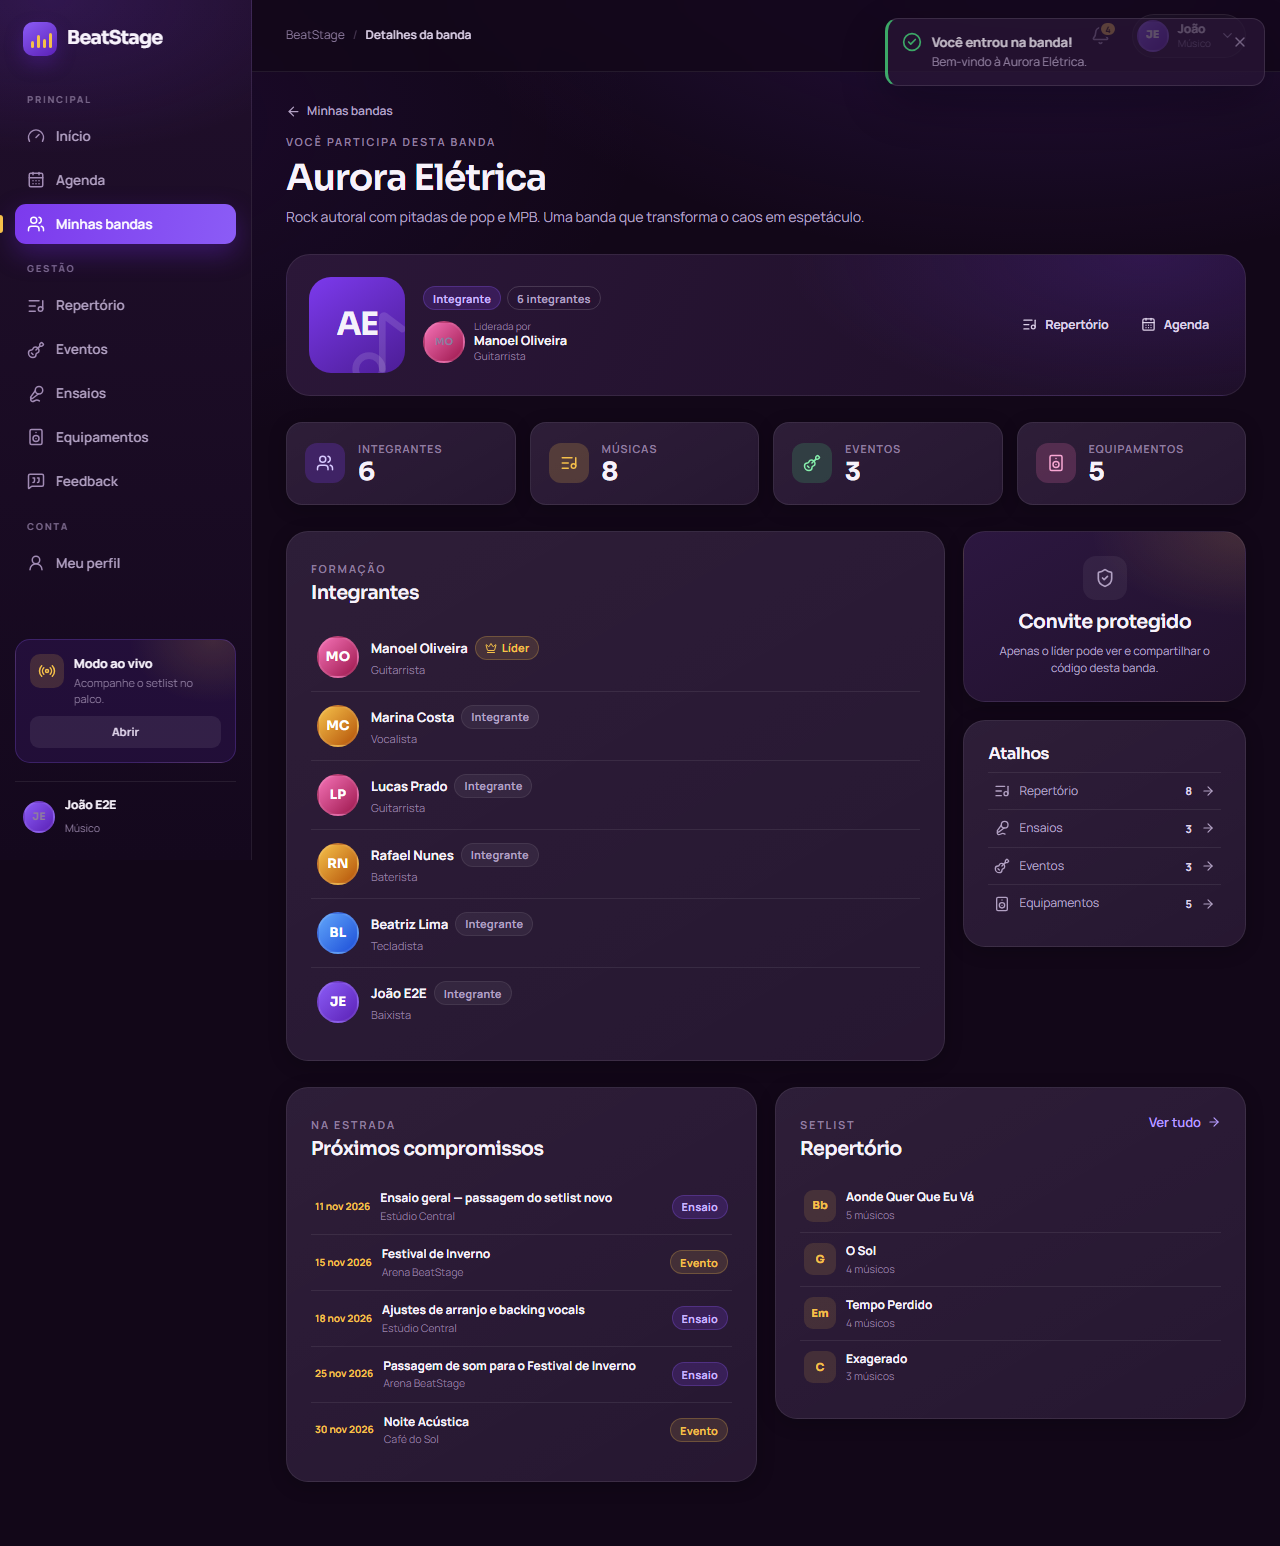 BeatStage
PRINCIPAL
Início
Agenda
Minhas bandas
GESTÃO
Repertório
Eventos
Ensaios
Equipamentos
Feedback
CONTA
Meu perfil
Modo ao vivo
Acompanhe o setlist no
palco.
Abrir
JE
João E2E
Músico
BeatStage / Detalhes da banda
Você entrou na banda!
Bem-vindo à Aurora Elétrica.
4
JE
João
Músico
Minhas bandas
VOCÊ PARTICIPA DESTA BANDA
Aurora Elétrica
Rock autoral com pitadas de pop e MPB. Uma banda que transforma o caos em espetáculo.
AE
Integrante
6 integrantes
MO
Liderada por
Manoel Oliveira
Guitarrista
Repertório
Agenda
INTEGRANTES
6
MÚSICAS
8
EVENTOS
3
EQUIPAMENTOS
5
FORMAÇÃO
Integrantes
MO
Manoel Oliveira
Líder
Guitarrista
MC
Marina Costa
Integrante
Vocalista
LP
Lucas Prado
Integrante
Guitarrista
RN
Rafael Nunes
Integrante
Baterista
BL
Beatriz Lima
Integrante
Tecladista
JE
João E2E
Integrante
Baixista
Convite protegido
Apenas o líder pode ver e compartilhar o
código desta banda.
Atalhos
Repertório 8
Ensaios 3
Eventos 3
Equipamentos 5
NA ESTRADA
Próximos compromissos
11 nov 2026
Ensaio geral — passagem do setlist novo
Estúdio Central
Ensaio
15 nov 2026
Festival de Inverno
Arena BeatStage
Evento
18 nov 2026
Ajustes de arranjo e backing vocals
Estúdio Central
Ensaio
25 nov 2026
Passagem de som para o Festival de Inverno
Arena BeatStage
Ensaio
30 nov 2026
Noite Acústica
Café do Sol
Evento
SETLIST
Repertório
Ver tudo
Bb
Aonde Quer Que Eu Vá
5 músicos
G
O Sol
4 músicos
Em
Tempo Perdido
4 músicos
C
Exagerado
3 músicos